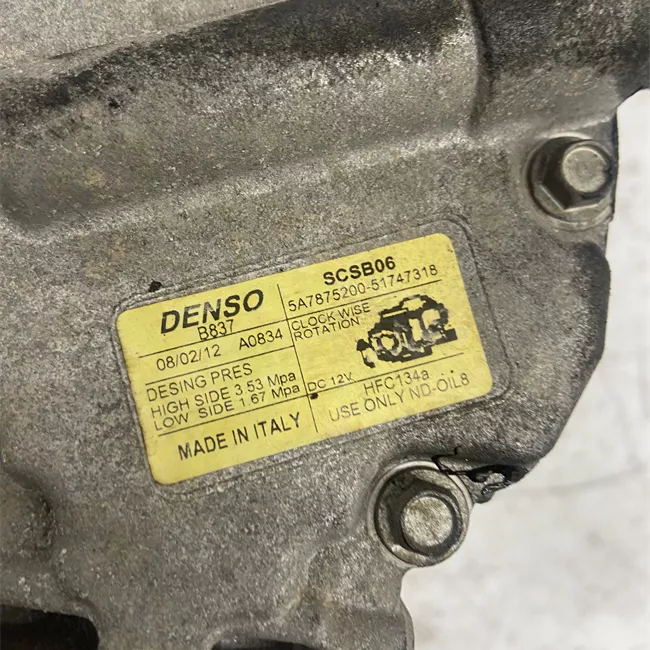 DENSO
B837
08/02/12 A0834
DESING PRES
HIGH SIDE 3.53 Mpa
LOW SIDE 1.67 Mpa
MADE IN ITALY
SCSB06
5A7875200-51747318
CLOCK-WISE
ROTATION
DC 12V
HFC134a
USE ONLY ND-OIL8